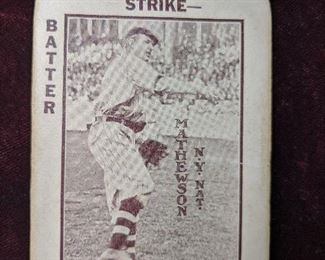 STRIKE—
BATTER
MATHEWSON
N.Y. NAT.